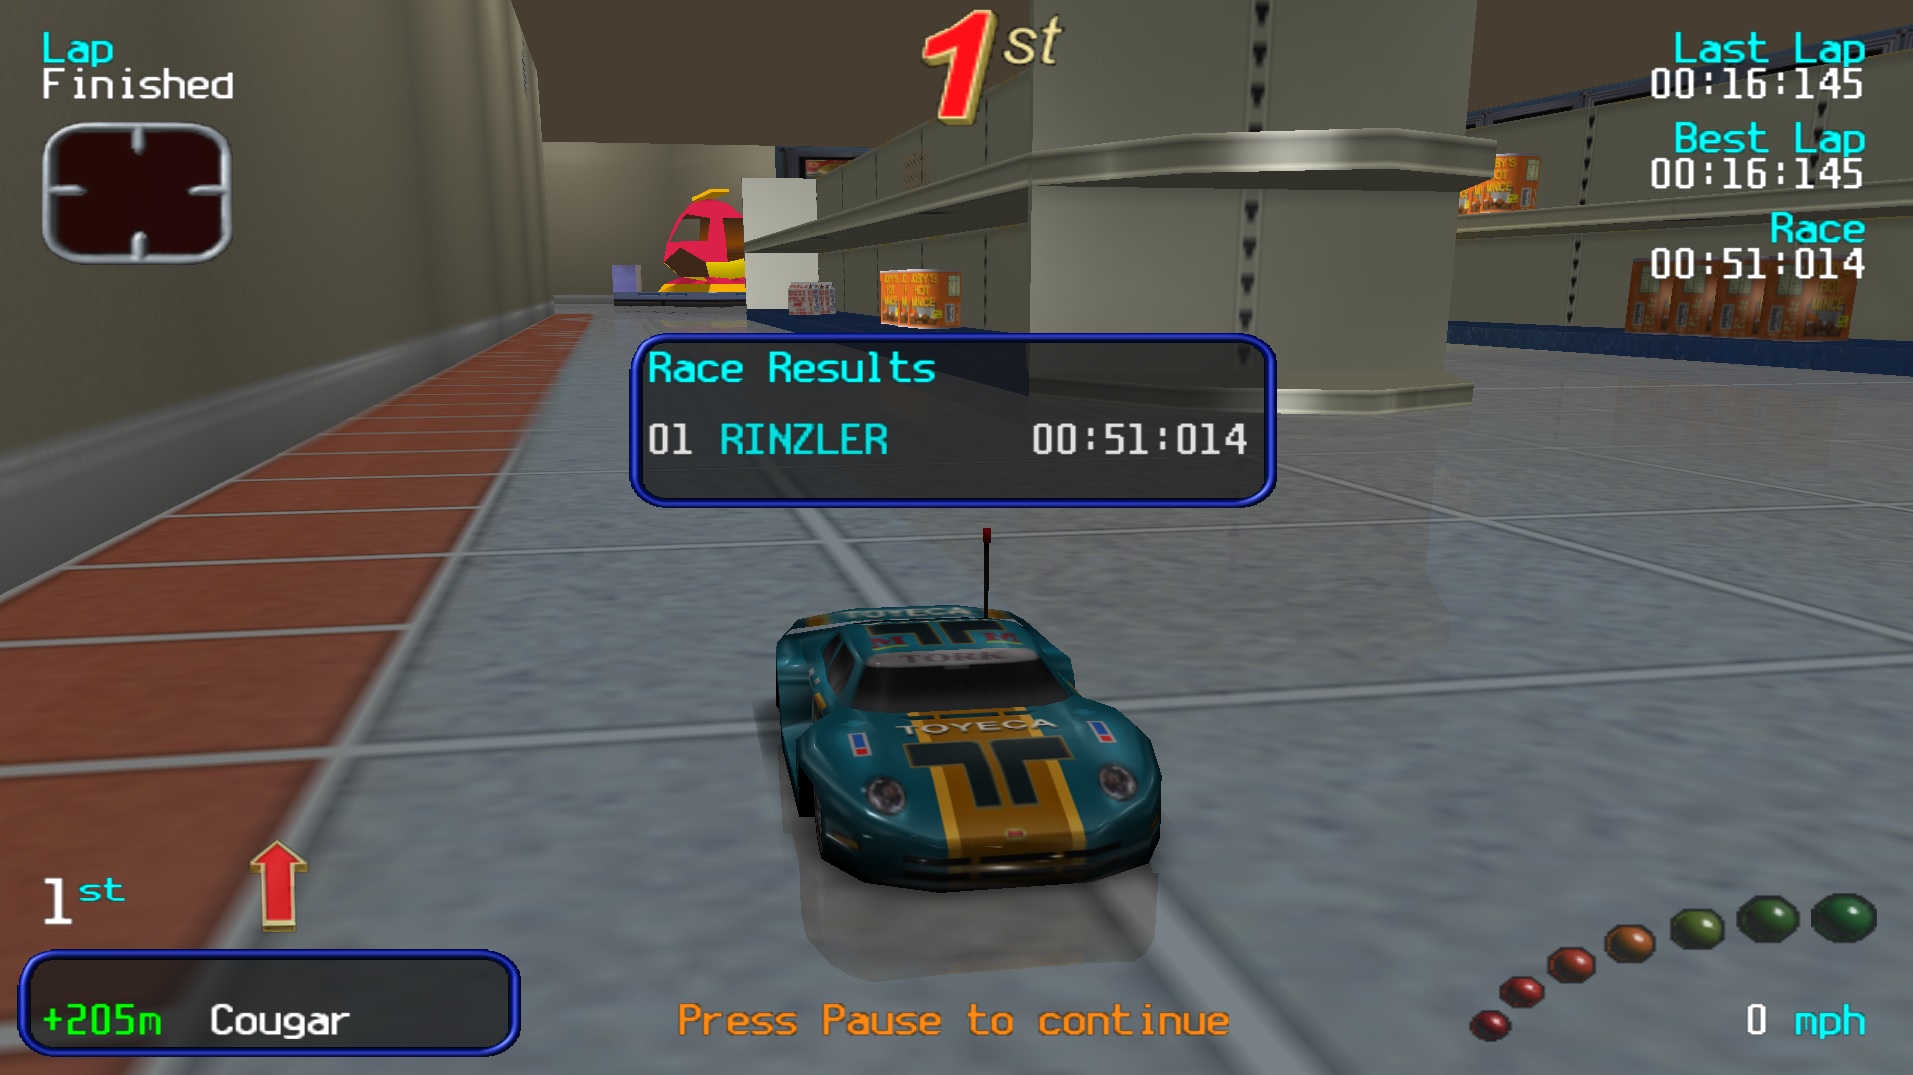 Lap
Finished
1st
Last Lap
00:16:145
Best Lap
00:16:145
Race
00:51:014
Race Results
01 RINZLER 00:51:014
TOYECA
TORK
TOYECA
1st
+205m Cougar
Press Pause to continue
0 mph